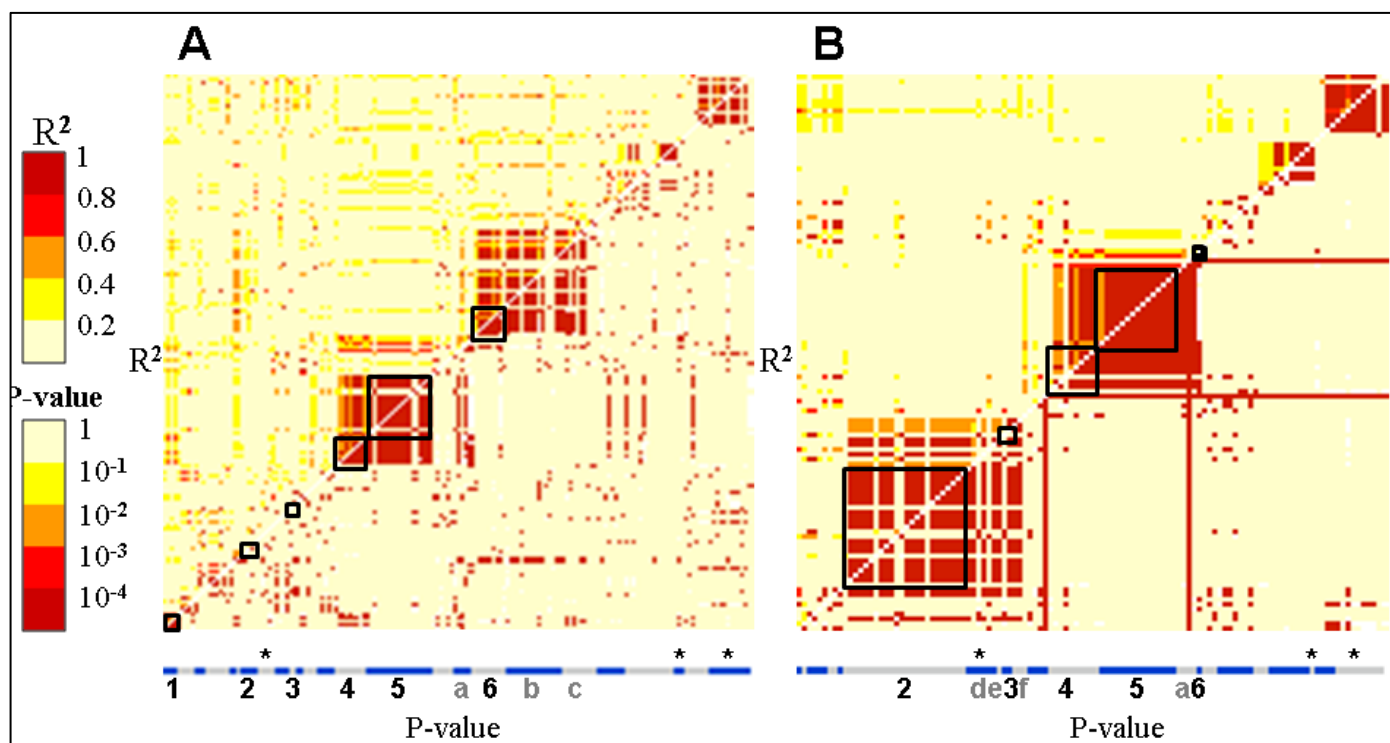 A
B
R²
1
0.8
0.6
0.4
0.2
R²
R²
P-value
1
10⁻¹
10⁻²
10⁻³
10⁻⁴
* * *
* * *
1 2 3 4 5 a 6 b c
2 de3f 4 5 a6
P-value
P-value